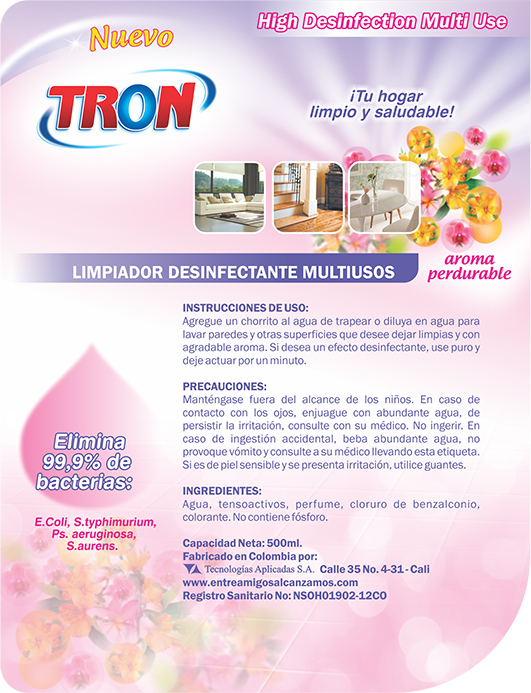 Nuevo
High Desinfection Multi Use
TRON
¡Tu hogar
limpio y saludable!
aroma
perdurable
LIMPIADOR DESINFECTANTE MULTIUSOS
INSTRUCCIONES DE USO:
Agregue un chorrito al agua de trapear o diluya en agua para
lavar paredes y otras superficies que desee dejar limpias y con
agradable aroma. Si desea un efecto desinfectante, use puro y
deje actuar por un minuto.
PRECAUCIONES:
Manténgase fuera del alcance de los niños. En caso de
contacto con los ojos, enjuague con abundante agua, de
persistir la irritación, consulte con su médico. No ingerir. En
caso de ingestión accidental, beba abundante agua, no
provoque vómito y consulte a su médico llevando esta etiqueta.
Si es de piel sensible y se presenta irritación, utilice guantes.
INGREDIENTES:
Agua, tensoactivos, perfume, cloruro de benzalconio,
colorante. No contiene fósforo.
Capacidad Neta: 500ml.
Fabricado en Colombia por:
Tecnologías Aplicadas S.A. Calle 35 No. 4-31 - Cali
www.entreamigosalcanzamos.com
Registro Sanitario No: NSOH01902-12CO
Elimina
99,9% de
bacterias:
E.Coli, S.typhimurium,
Ps. aeruginosa,
S.aurens.